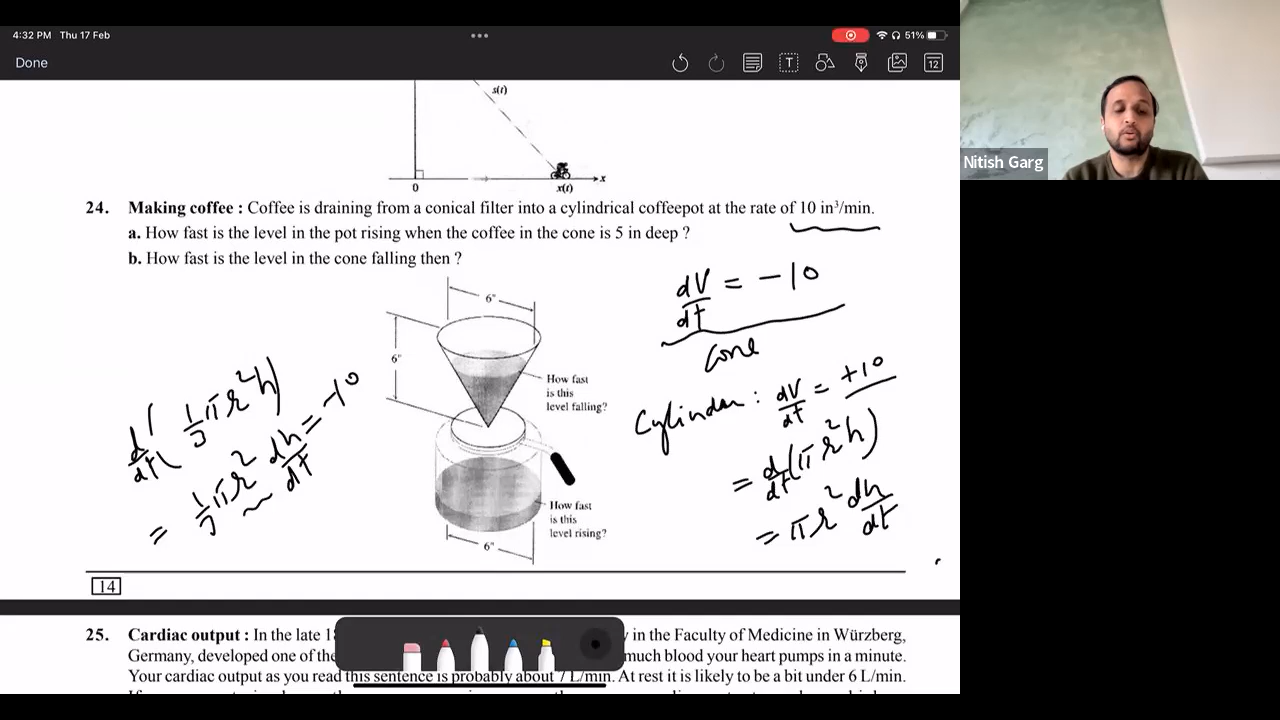 4:32 PM Thu 17 Feb
51%
Done
T
12
Nitish Garg
s(t)
0
x(t)
x
24. Making coffee : Coffee is draining from a conical filter into a cylindrical coffeepot at the rate of 10 in³/min.
a. How fast is the level in the pot rising when the coffee in the cone is 5 in deep ?
b. How fast is the level in the cone falling then ?
6"
6"
How fast
is this
level falling?
How fast
is this
level rising?
6"
dV/dt = -10
Cone
Cylinder : dV/dt = +10
= d/dt(πr²h)
= πr² dh/dt
d/dt(1/3 πr²h)
= 1/3 πr² dh/dt = -10
14
25. Cardiac output : In the late 1 y in the Faculty of Medicine in Würzberg,
Germany, developed one of the much blood your heart pumps in a minute.
Your cardiac output as you read this sentence is probably about 7 L/min. At rest it is likely to be a bit under 6 L/min.